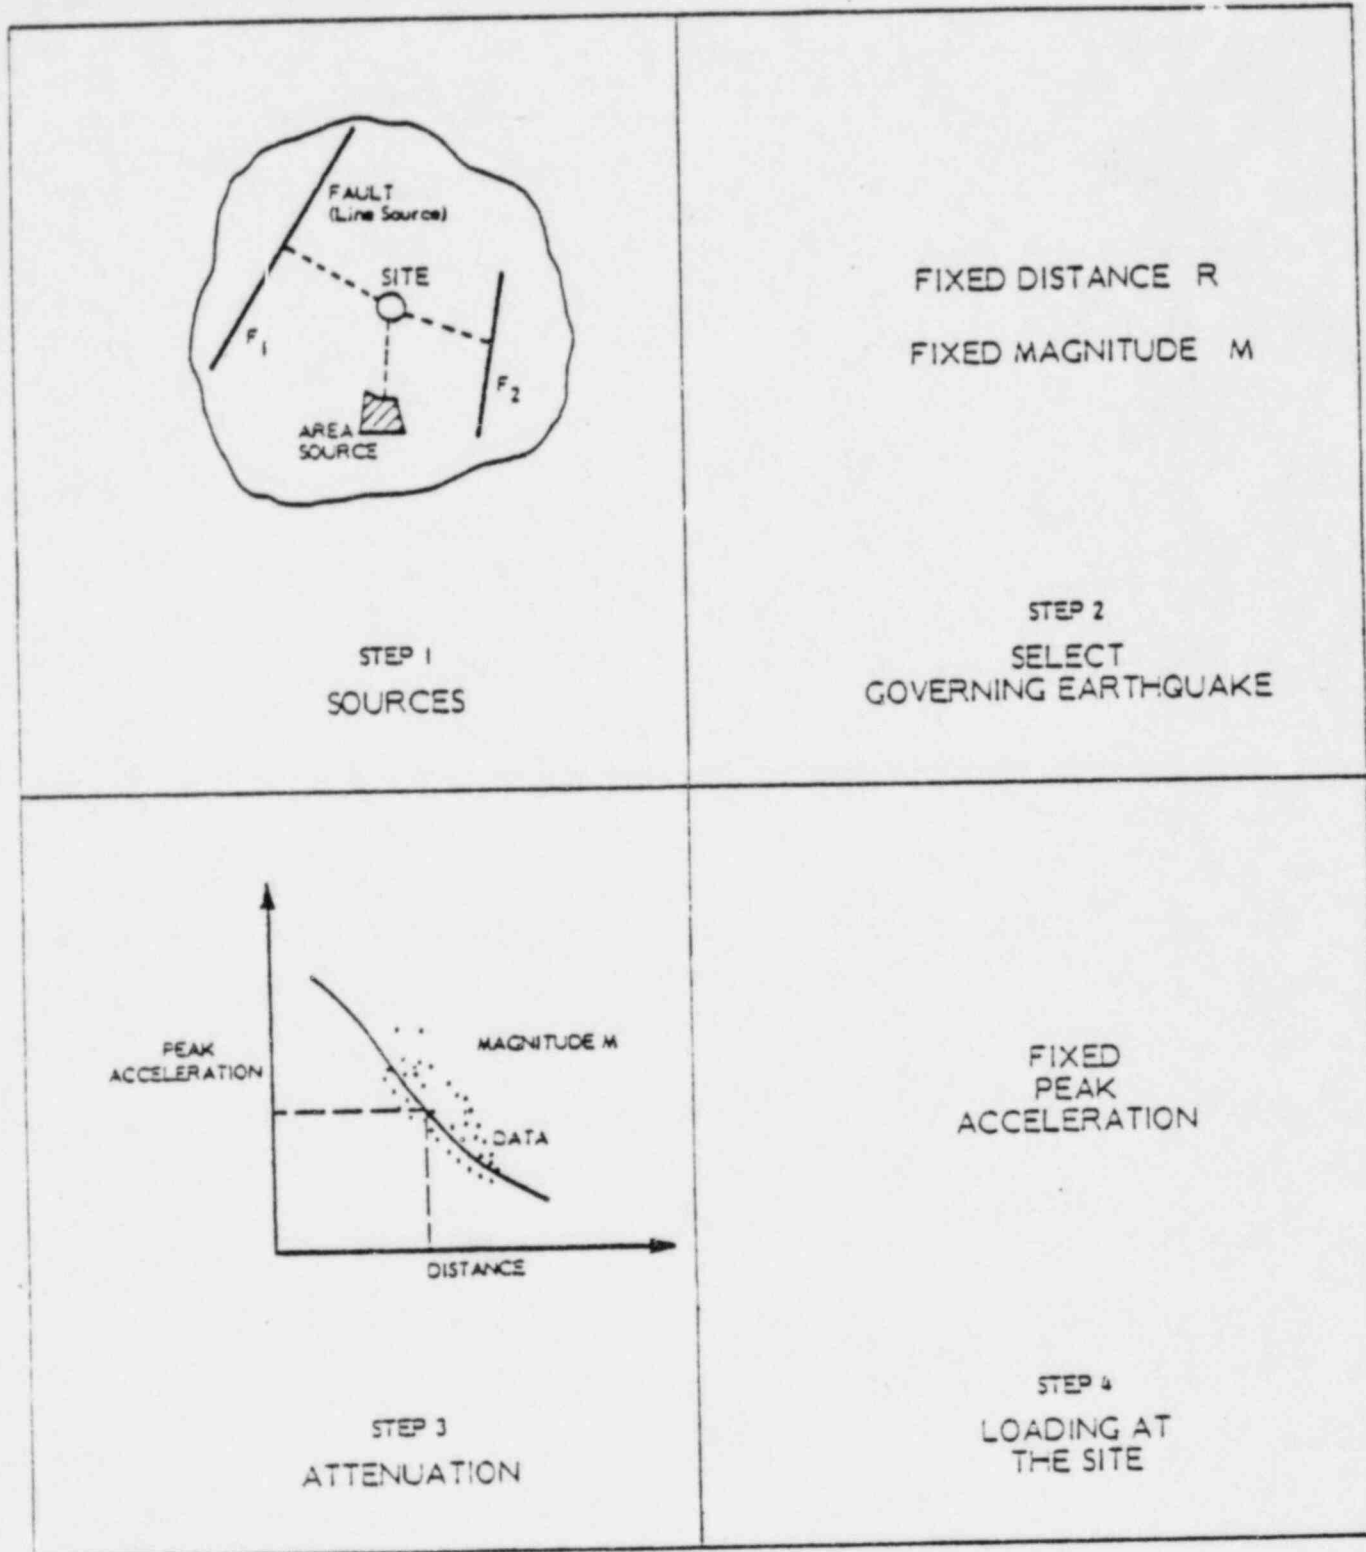 FAULT
(Line Source)
SITE
F1
F2
AREA
SOURCE
STEP 1
SOURCES
FIXED DISTANCE R
FIXED MAGNITUDE M
STEP 2
SELECT
GOVERNING EARTHQUAKE
PEAK
ACCELERATION
MAGNITUDE M
DATA
DISTANCE
STEP 3
ATTENUATION
FIXED
PEAK
ACCELERATION
STEP 4
LOADING AT
THE SITE